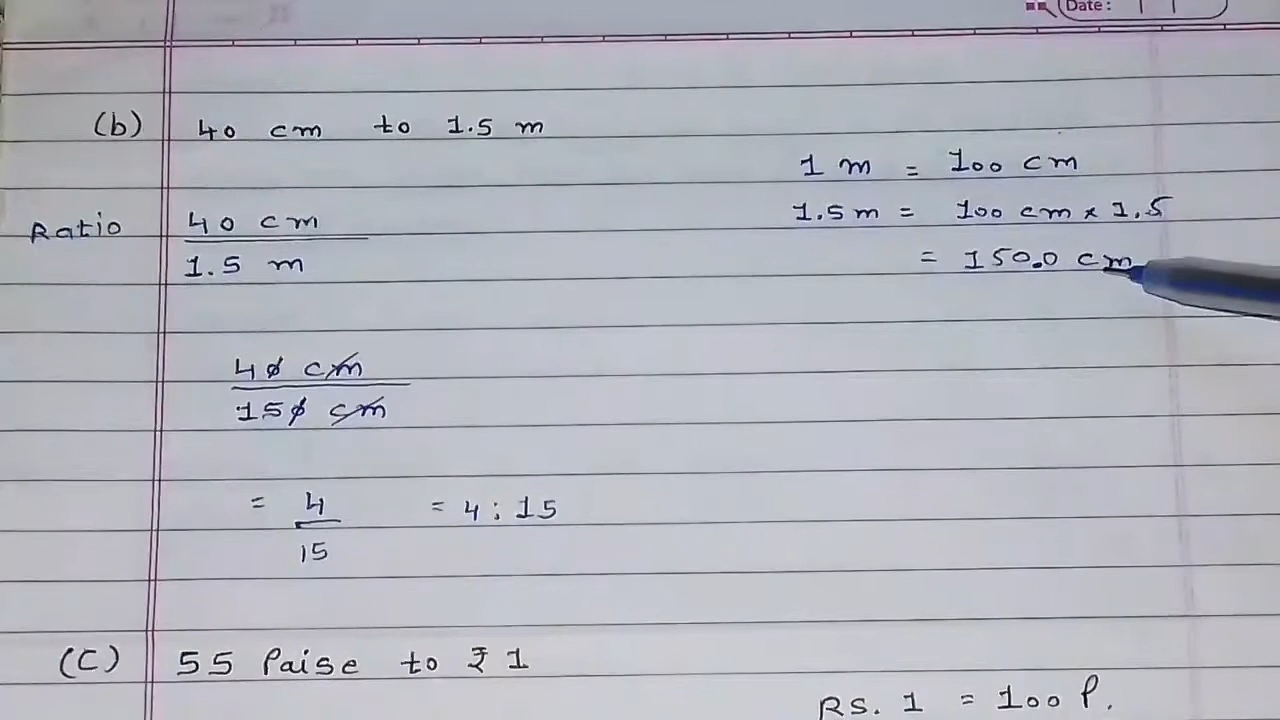 Date:
(b) 40 cm to 1.5 m
1 m = 100 cm
Ratio 40 cm
1.5 m
1.5 m = 100 cm × 1.5
= 150.0 cm
40 cm
150 cm
= 4
15
= 4 : 15
(C) 55 Paise to ₹ 1
RS. 1 = 100 P.